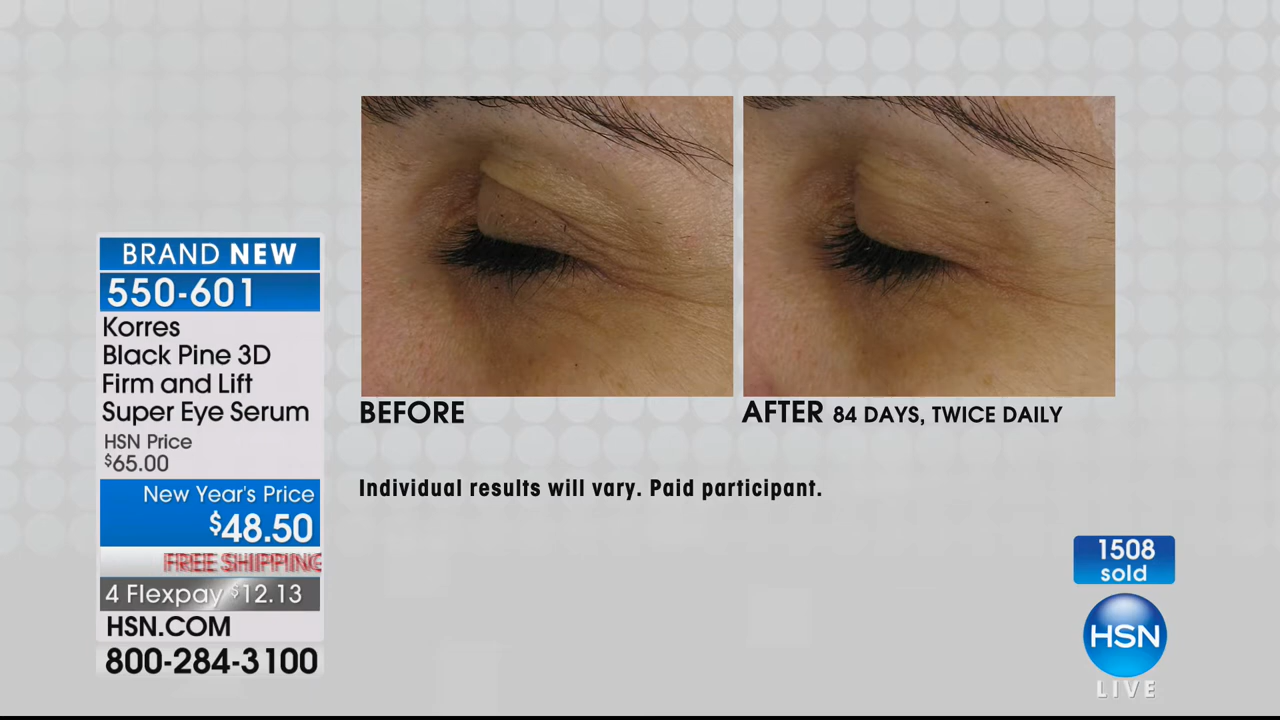 BRAND NEW
550-601
Korres
Black Pine 3D
Firm and Lift
Super Eye Serum
HSN Price
$65.00
New Year's Price
$48.50
FREE SHIPPING
4 Flexpay $12.13
HSN.COM
800-284-3100
BEFORE
AFTER 84 DAYS, TWICE DAILY
Individual results will vary. Paid participant.
1508
sold
HSN
LIVE